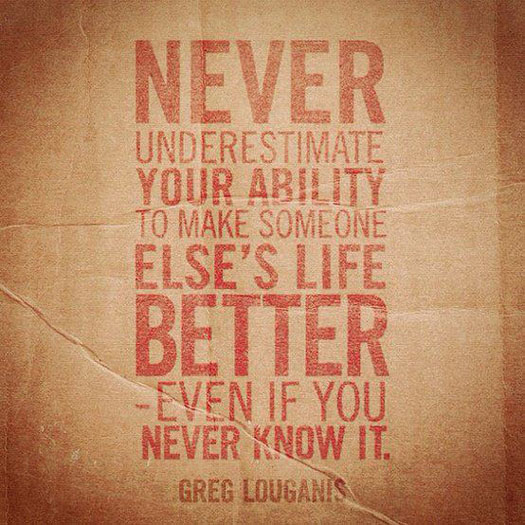 NEVER
UNDERESTIMATE
YOUR ABILITY
TO MAKE SOMEONE
ELSE'S LIFE
BETTER
-EVEN IF YOU
NEVER KNOW IT.
GREG LOUGANIS